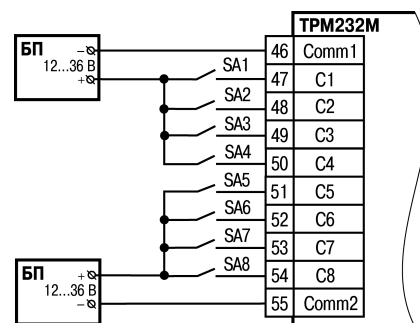 ТРМ232М
БП
12...36 В
–
+
46 Comm1
SA1
47 C1
SA2
48 C2
SA3
49 C3
SA4
50 C4
SA5
51 C5
SA6
52 C6
SA7
53 C7
SA8
54 C8
БП
12...36 В
+
–
55 Comm2